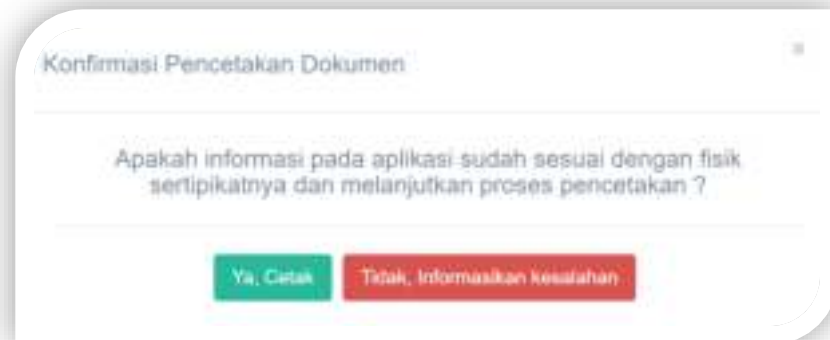 Konfirmasi Pencetakan Dokumen
Apakah informasi pada aplikasi sudah sesuai dengan fisik
sertipikatnya dan melanjutkan proses pencetakan ?
Ya, Cetak
Tidak, Informasikan kesalahan